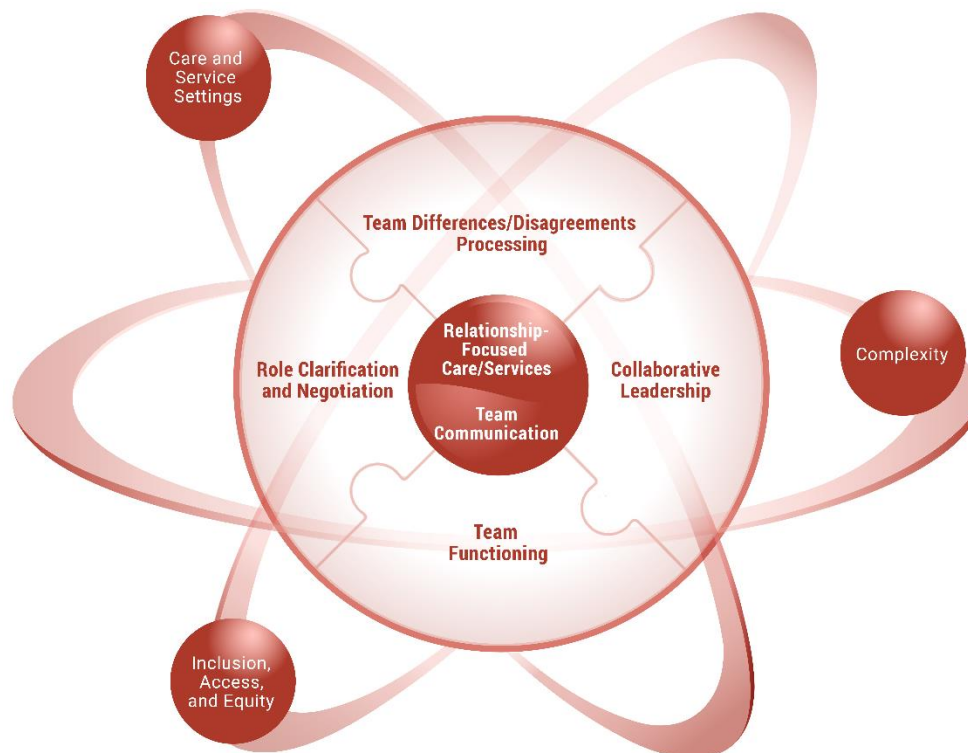 Care and
Service
Settings
Team Differences/Disagreements
Processing
Relationship-
Focused
Care/Services
Role Clarification
and Negotiation
Collaborative
Leadership
Complexity
Team
Communication
Team
Functioning
Inclusion,
Access,
and Equity